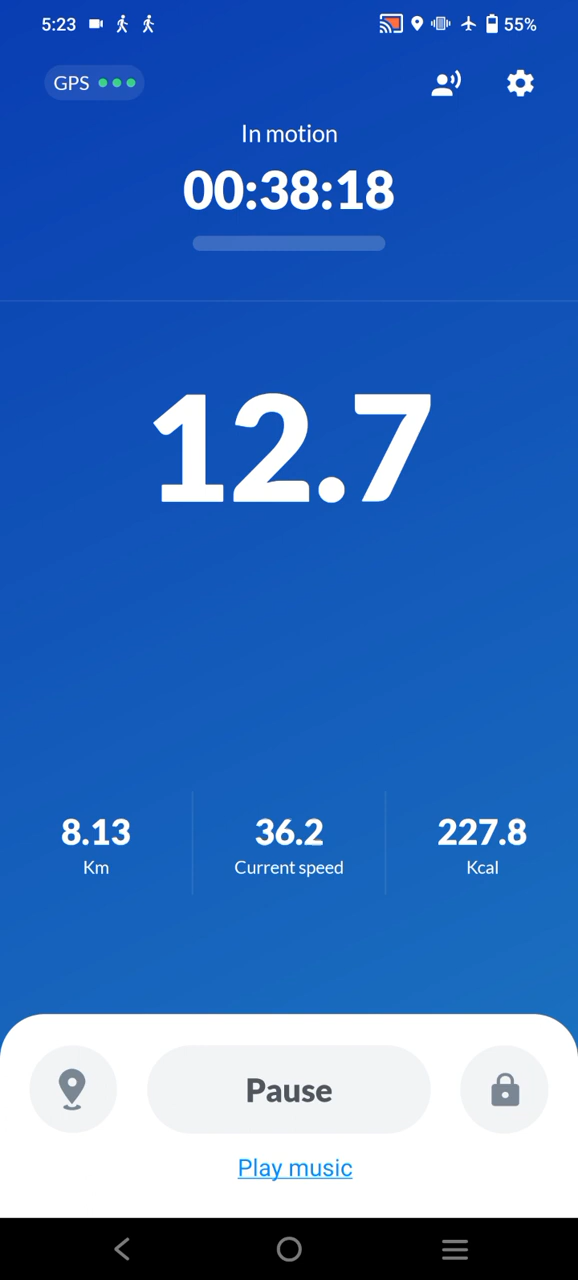 5:23 55%
GPS
In motion
00:38:18
12.7
8.13 36.2 227.8
Km Current speed Kcal
Pause
Play music